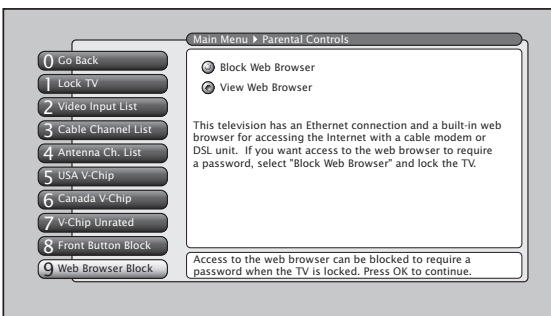 Main Menu ▶ Parental Controls
0 Go Back
1 Lock TV
2 Video Input List
3 Cable Channel List
4 Antenna Ch. List
5 USA V-Chip
6 Canada V-Chip
7 V-Chip Unrated
8 Front Button Block
9 Web Browser Block
Block Web Browser
View Web Browser
This television has an Ethernet connection and a built-in web
browser for accessing the Internet with a cable modem or
DSL unit. If you want access to the web browser to require
a password, select "Block Web Browser" and lock the TV.
Access to the web browser can be blocked to require a
password when the TV is locked. Press OK to continue.